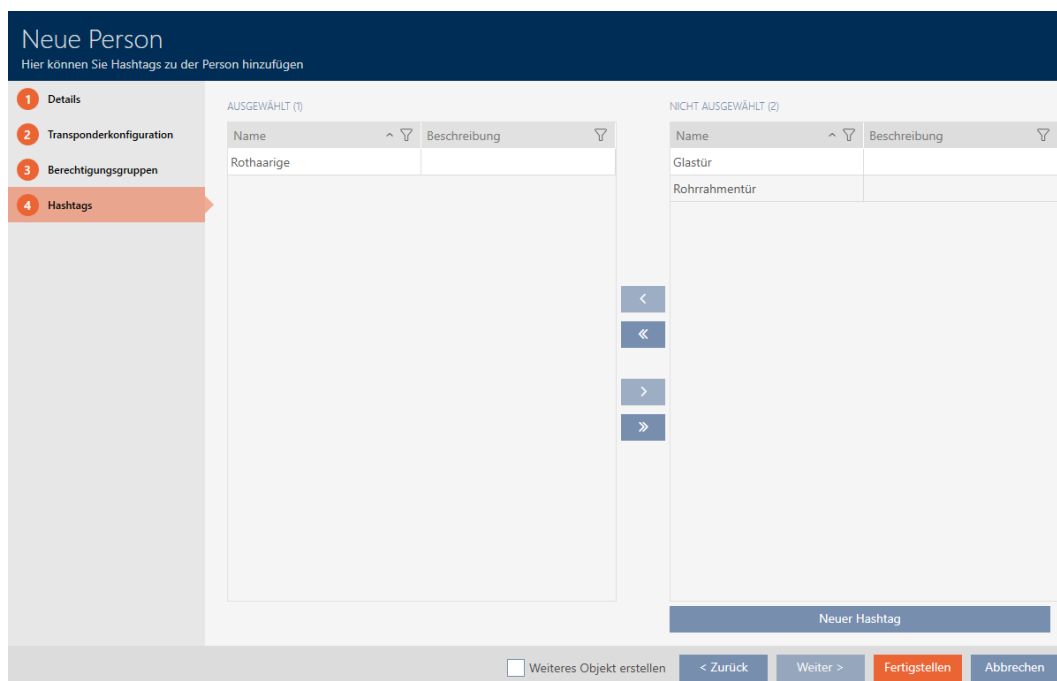 Neue Person
Hier können Sie Hashtags zu der Person hinzufügen
1 Details
2 Transponderkonfiguration
3 Berechtigungsgruppen
4 Hashtags
AUSGEWÄHLT (1)
Name Beschreibung
Rothaarige
NICHT AUSGEWÄHLT (2)
Name Beschreibung
Glastür
Rohrrahmentür
Neuer Hashtag
Weiteres Objekt erstellen
< Zurück
Weiter >
Fertigstellen
Abbrechen